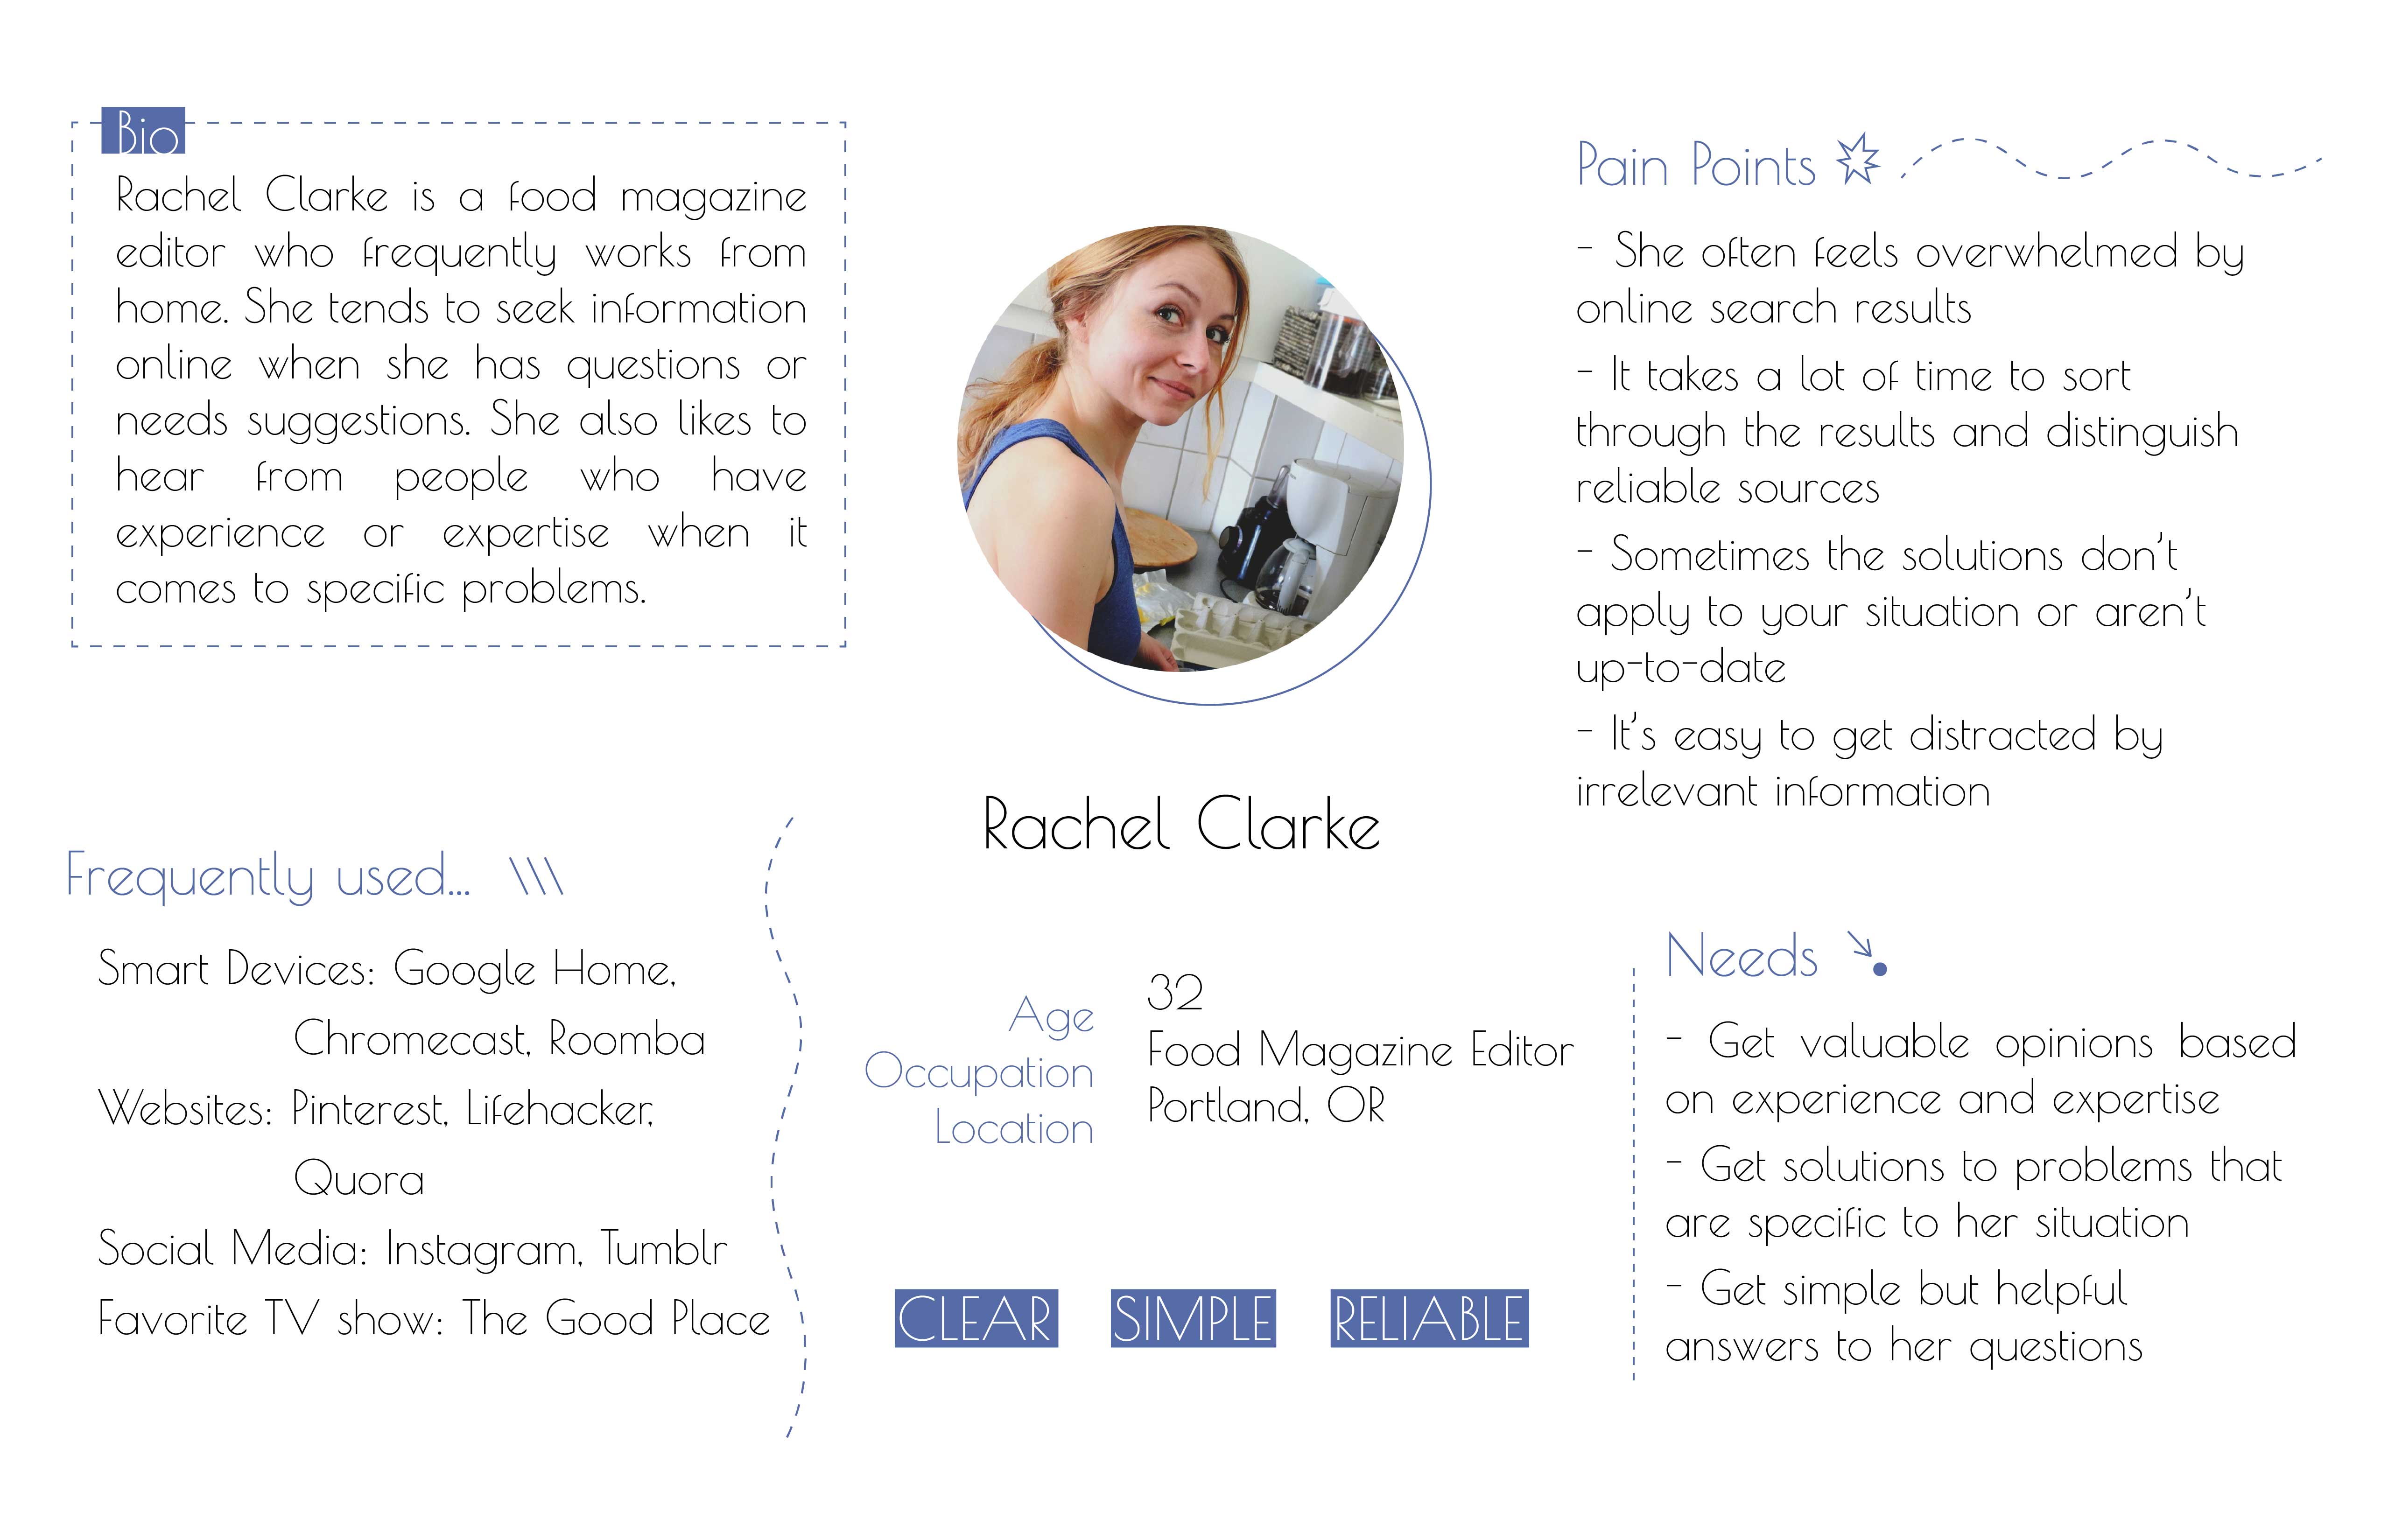 Bio
Rachel Clarke is a food magazine
editor who frequently works from
home. She tends to seek information
online when she has questions or
needs suggestions. She also likes to
hear from people who have
experience or expertise when it
comes to specific problems.
Frequently used...
Smart Devices: Google Home,
Chromecast, Roomba
Websites: Pinterest, Lifehacker,
Quora
Social Media: Instagram, Tumblr
Favorite TV show: The Good Place
Rachel Clarke
Age 32
Occupation Food Magazine Editor
Location Portland, OR
CLEAR SIMPLE RELIABLE
Pain Points
- She often feels overwhelmed by
online search results
- It takes a lot of time to sort
through the results and distinguish
reliable sources
- Sometimes the solutions don't
apply to your situation or aren't
up-to-date
- It's easy to get distracted by
irrelevant information
Needs
- Get valuable opinions based
on experience and expertise
- Get solutions to problems that
are specific to her situation
- Get simple but helpful
answers to her questions